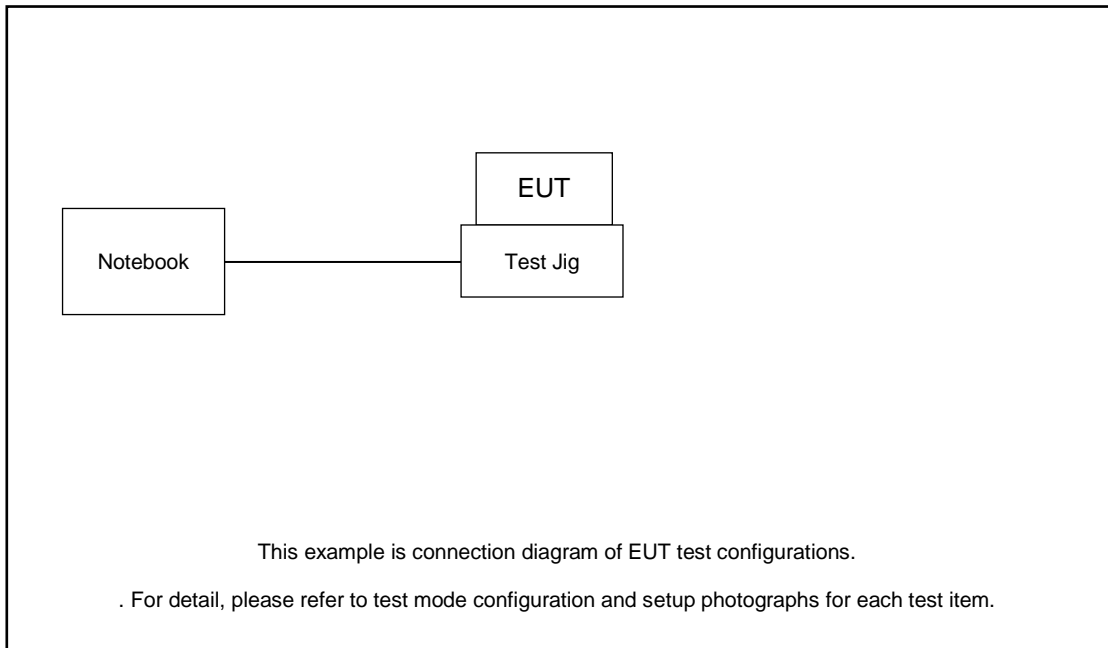 EUT
Notebook
Test Jig
This example is connection diagram of EUT test configurations.
. For detail, please refer to test mode configuration and setup photographs for each test item.